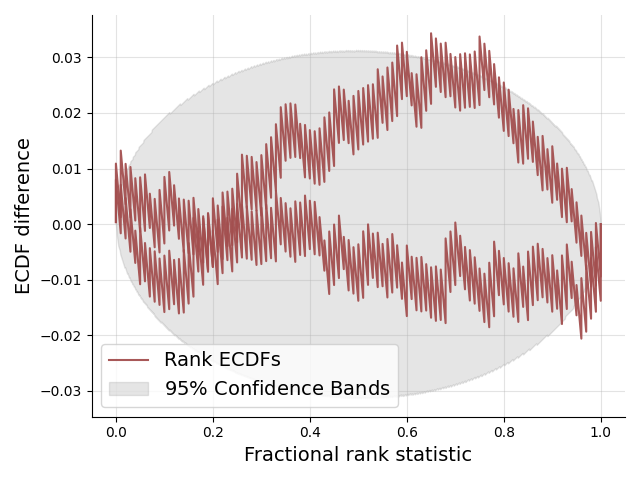 ECDF difference
0.03
0.02
0.01
0.00
−0.01
−0.02
−0.03
Rank ECDFs
95% Confidence Bands
0.0 0.2 0.4 0.6 0.8 1.0
Fractional rank statistic